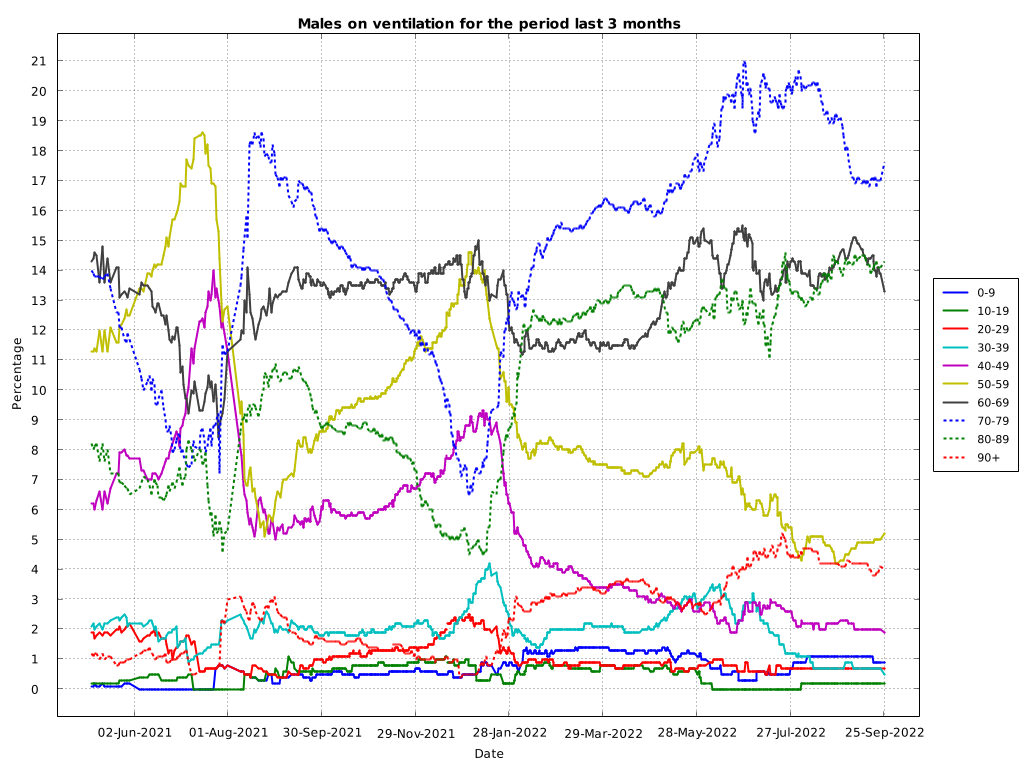 Males on ventilation for the period last 3 months
Percentage
21
20
19
18
17
16
15
14
13
12
11
10
9
8
7
6
5
4
3
2
1
0
02-Jun-2021
01-Aug-2021
30-Sep-2021
29-Nov-2021
28-Jan-2022
29-Mar-2022
28-May-2022
27-Jul-2022
25-Sep-2022
Date
0-9
10-19
20-29
30-39
40-49
50-59
60-69
70-79
80-89
90+